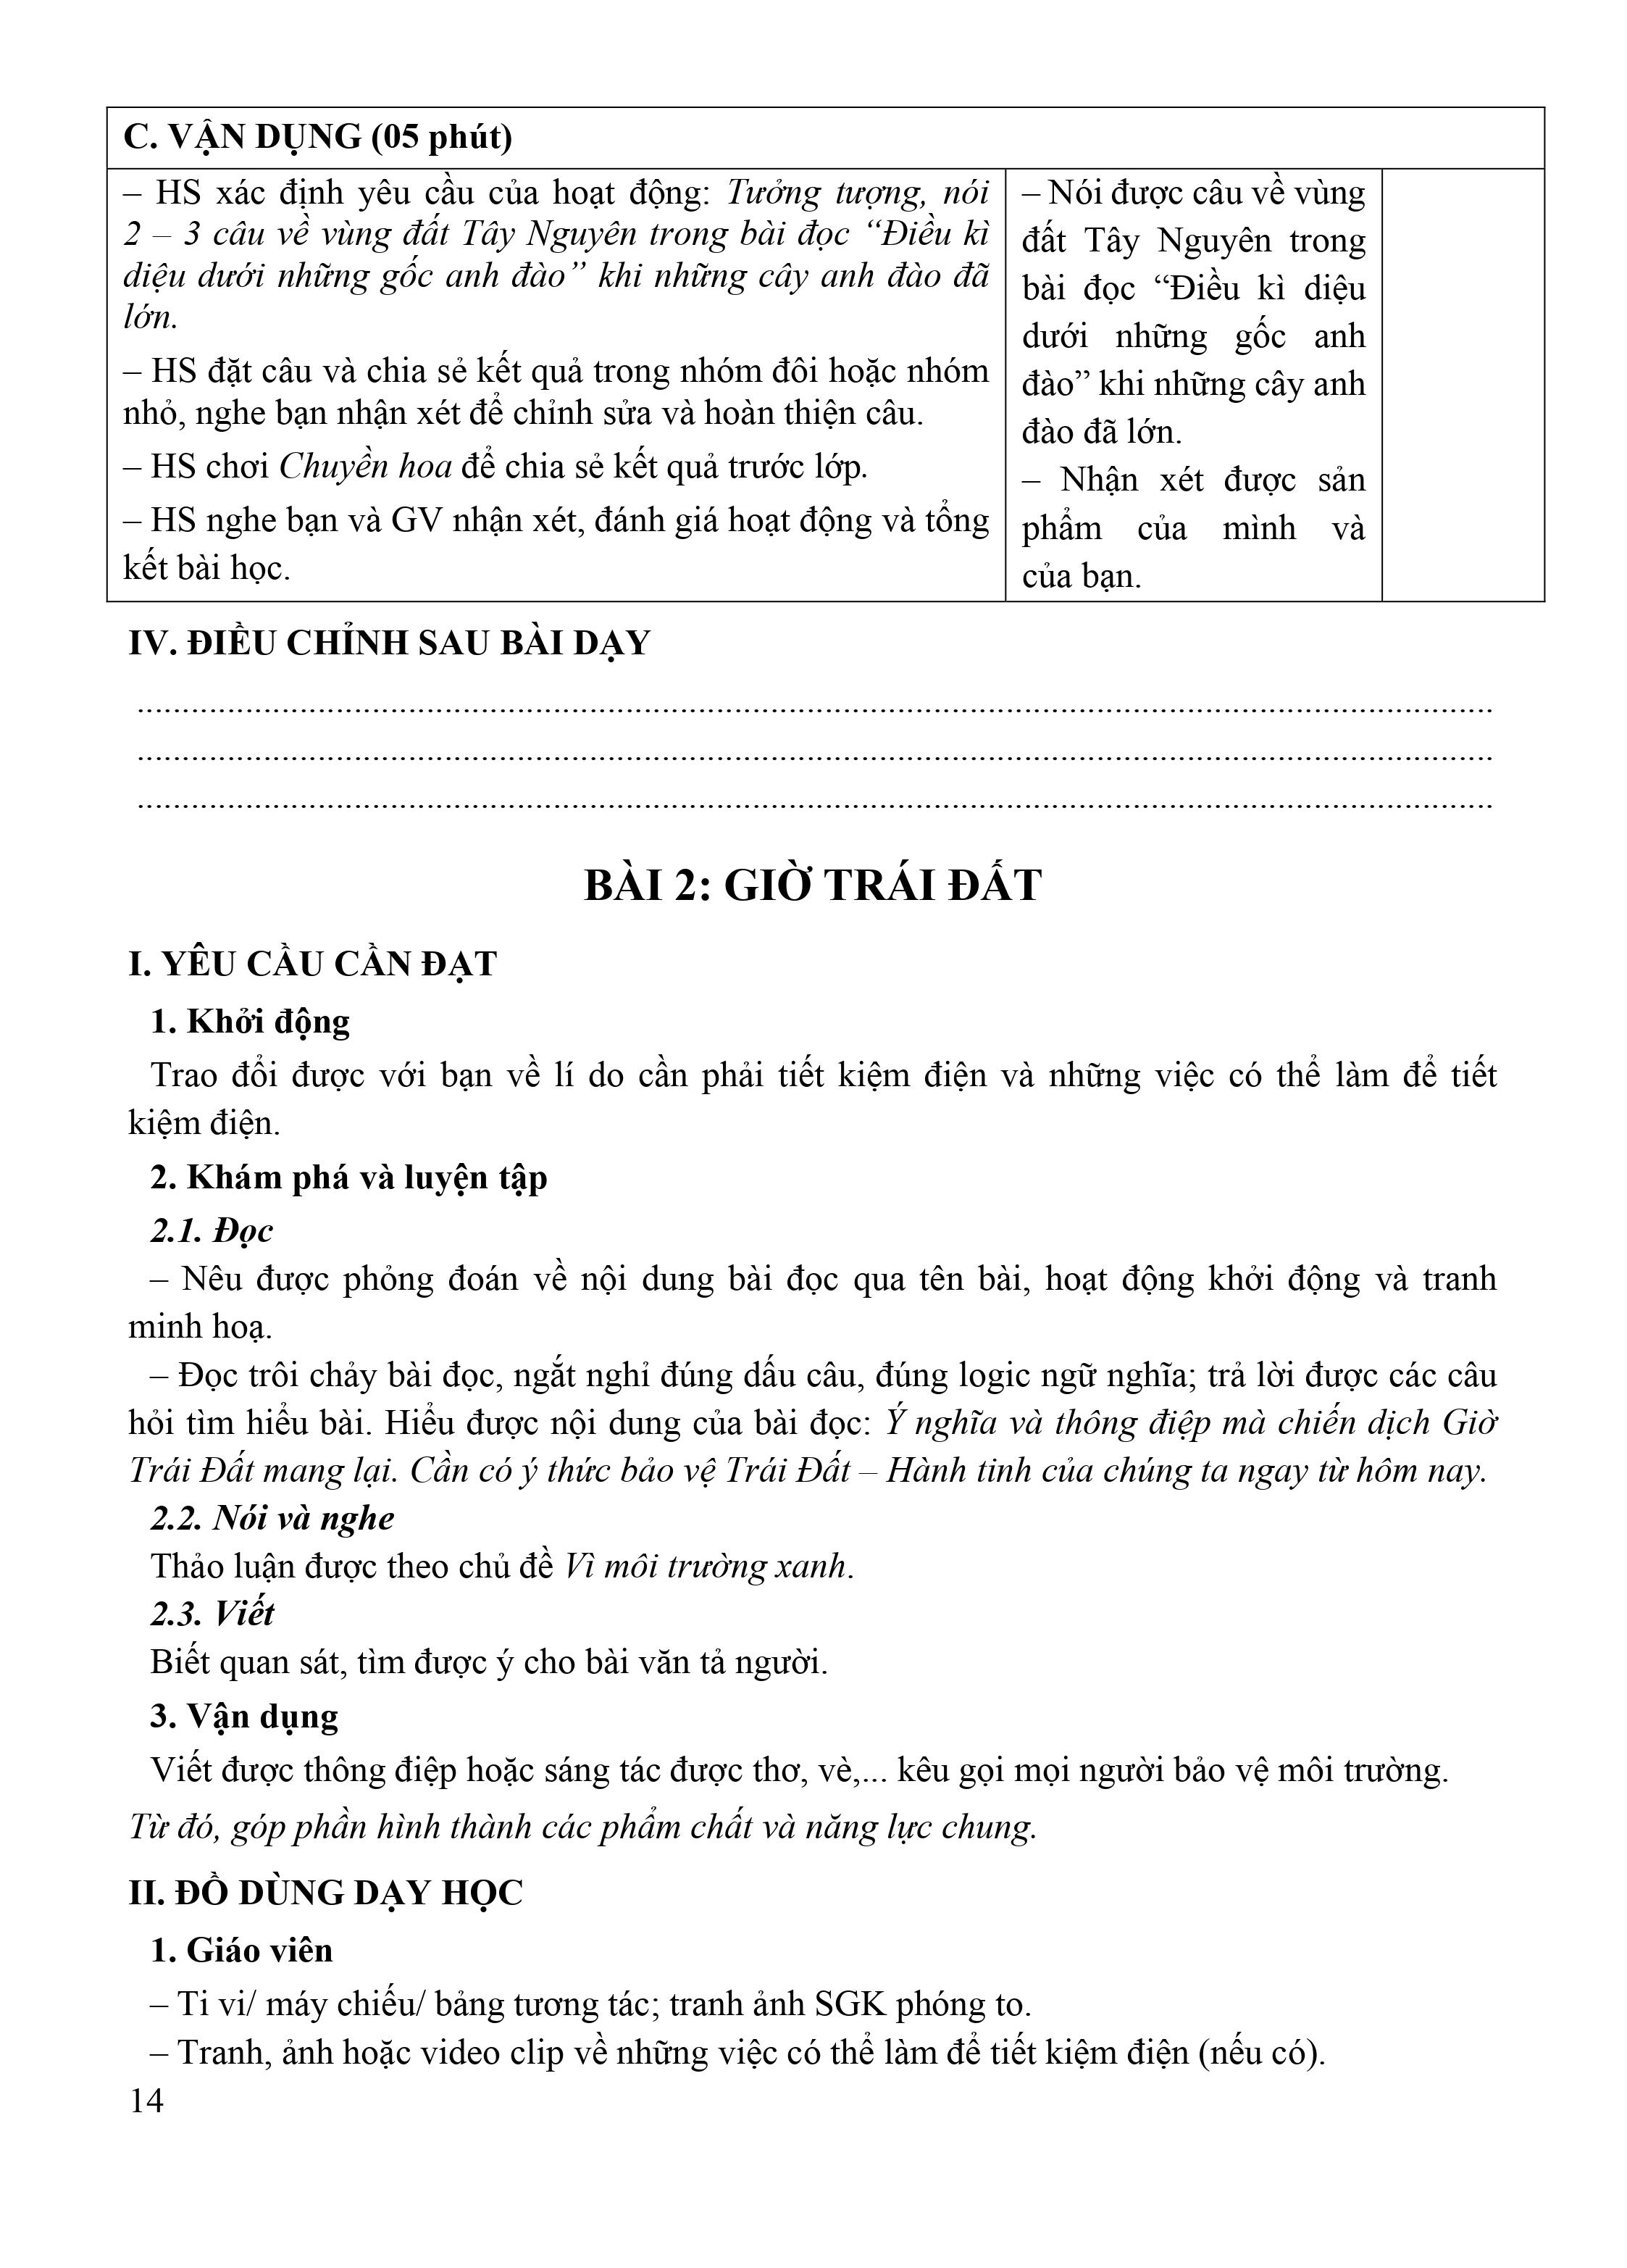 C. VẬN DỤNG (05 phút)
– HS xác định yêu cầu của hoạt động: Tưởng tượng, nói
2 – 3 câu về vùng đất Tây Nguyên trong bài đọc “Điều kì
diệu dưới những gốc anh đào” khi những cây anh đào đã
lớn.
– HS đặt câu và chia sẻ kết quả trong nhóm đôi hoặc nhóm
nhỏ, nghe bạn nhận xét để chỉnh sửa và hoàn thiện câu.
– HS chơi Chuyền hoa để chia sẻ kết quả trước lớp.
– HS nghe bạn và GV nhận xét, đánh giá hoạt động và tổng
kết bài học.
– Nói được câu về vùng
đất Tây Nguyên trong
bài đọc “Điều kì diệu
dưới những gốc anh
đào” khi những cây anh
đào đã lớn.
– Nhận xét được sản
phẩm của mình và
của bạn.
IV. ĐIỀU CHỈNH SAU BÀI DẠY
BÀI 2: GIỜ TRÁI ĐẤT
I. YÊU CẦU CẦN ĐẠT
1. Khởi động
Trao đổi được với bạn về lí do cần phải tiết kiệm điện và những việc có thể làm để tiết
kiệm điện.
2. Khám phá và luyện tập
2.1. Đọc
– Nêu được phỏng đoán về nội dung bài đọc qua tên bài, hoạt động khởi động và tranh
minh hoạ.
– Đọc trôi chảy bài đọc, ngắt nghỉ đúng dấu câu, đúng logic ngữ nghĩa; trả lời được các câu
hỏi tìm hiểu bài. Hiểu được nội dung của bài đọc: Ý nghĩa và thông điệp mà chiến dịch Giờ
Trái Đất mang lại. Cần có ý thức bảo vệ Trái Đất – Hành tinh của chúng ta ngay từ hôm nay.
2.2. Nói và nghe
Thảo luận được theo chủ đề Vì môi trường xanh.
2.3. Viết
Biết quan sát, tìm được ý cho bài văn tả người.
3. Vận dụng
Viết được thông điệp hoặc sáng tác được thơ, vè,... kêu gọi mọi người bảo vệ môi trường.
Từ đó, góp phần hình thành các phẩm chất và năng lực chung.
II. ĐỒ DÙNG DẠY HỌC
1. Giáo viên
– Ti vi/ máy chiếu/ bảng tương tác; tranh ảnh SGK phóng to.
– Tranh, ảnh hoặc video clip về những việc có thể làm để tiết kiệm điện (nếu có).
14